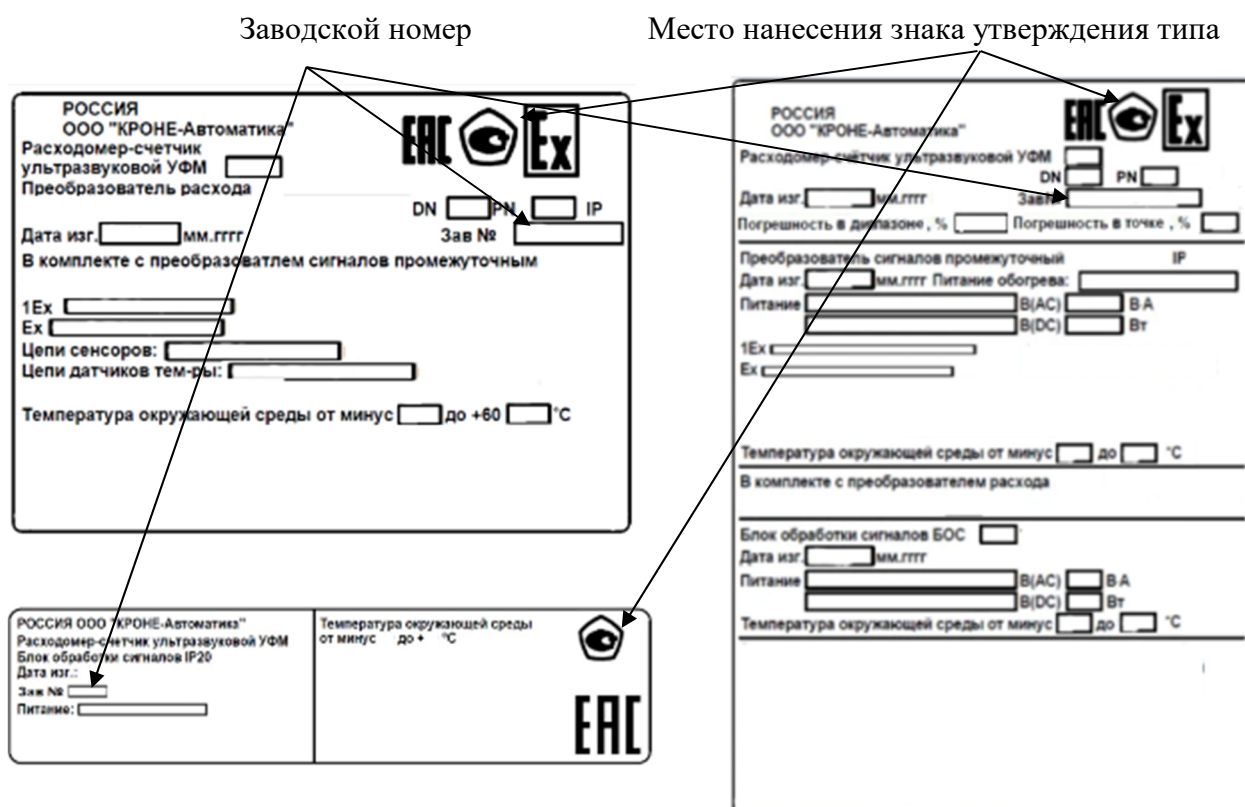 Заводской номер
Место нанесения знака утверждения типа
РОССИЯ
ООО "КРОНЕ-Автоматика"
Расходомер-счетчик
ультразвуковой УФМ
Преобразователь расхода
EAC
Ex
DN PN IP
Дата изг. мм.гггг Зав №
В комплекте с преобразоватлем сигналов промежуточным
1Ex
Ex
Цепи сенсоров:
Цепи датчиков тем-ры:
Температура окружающей среды от минус до +60 °C
РОССИЯ ООО "КРОНЕ-Автоматика"
Расходомер-счетчик ультразвуковой УФМ
Блок обработки сигналов IP20
Дата изг.:
Зав №
Питание:
Температура окружающей среды
от минус до + °C
EAC
РОССИЯ
ООО "КРОНЕ-Автоматика"
EAC
Ex
Расходомер-счётчик ультразвуковой УФМ
DN PN
Дата изг. мм.гггг Зав№
Погрешность в диапазоне , % Погрешность в точке , %
Преобразователь сигналов промежуточный IP
Дата изг. мм.гггг Питание обогрева:
Питание В(AC) В·А
В(DC) Вт
1Ex
Ex
Температура окружающей среды от минус до °C
В комплекте с преобразователем расхода
Блок обработки сигналов БОС
Дата изг. мм.гггг
Питание В(AC) В·А
В(DC) Вт
Температура окружающей среды от минус до °C